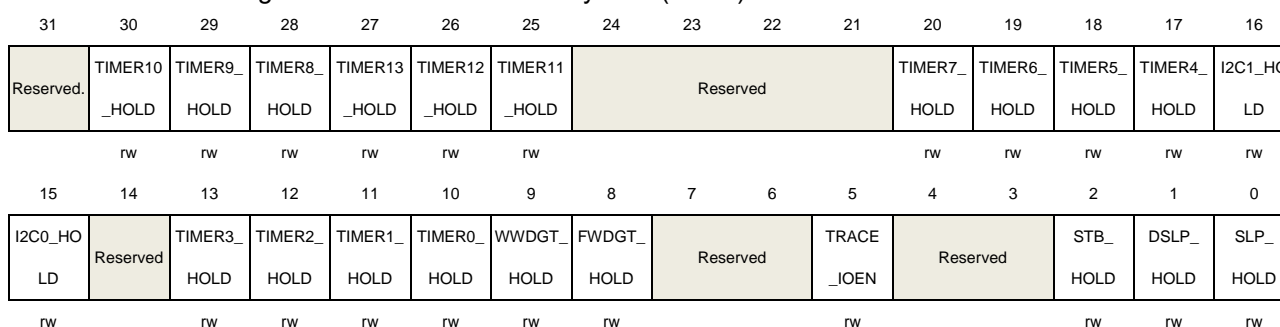 31 30 29 28 27 26 25 24 23 22 21 20 19 18 17 16
Reserved. TIMER10 TIMER9_ TIMER8_ TIMER13 TIMER12 TIMER11 Reserved TIMER7_ TIMER6_ TIMER5_ TIMER4_ I2C1_HO
_HOLD HOLD HOLD _HOLD _HOLD _HOLD HOLD HOLD HOLD HOLD LD
rw rw rw rw rw rw rw rw rw rw rw
15 14 13 12 11 10 9 8 7 6 5 4 3 2 1 0
I2C0_HO Reserved TIMER3_ TIMER2_ TIMER1_ TIMER0_ WWDGT_ FWDGT_ Reserved TRACE Reserved STB_ DSLP_ SLP_
LD HOLD HOLD HOLD HOLD HOLD HOLD _IOEN HOLD HOLD HOLD
rw rw rw rw rw rw rw rw rw rw rw